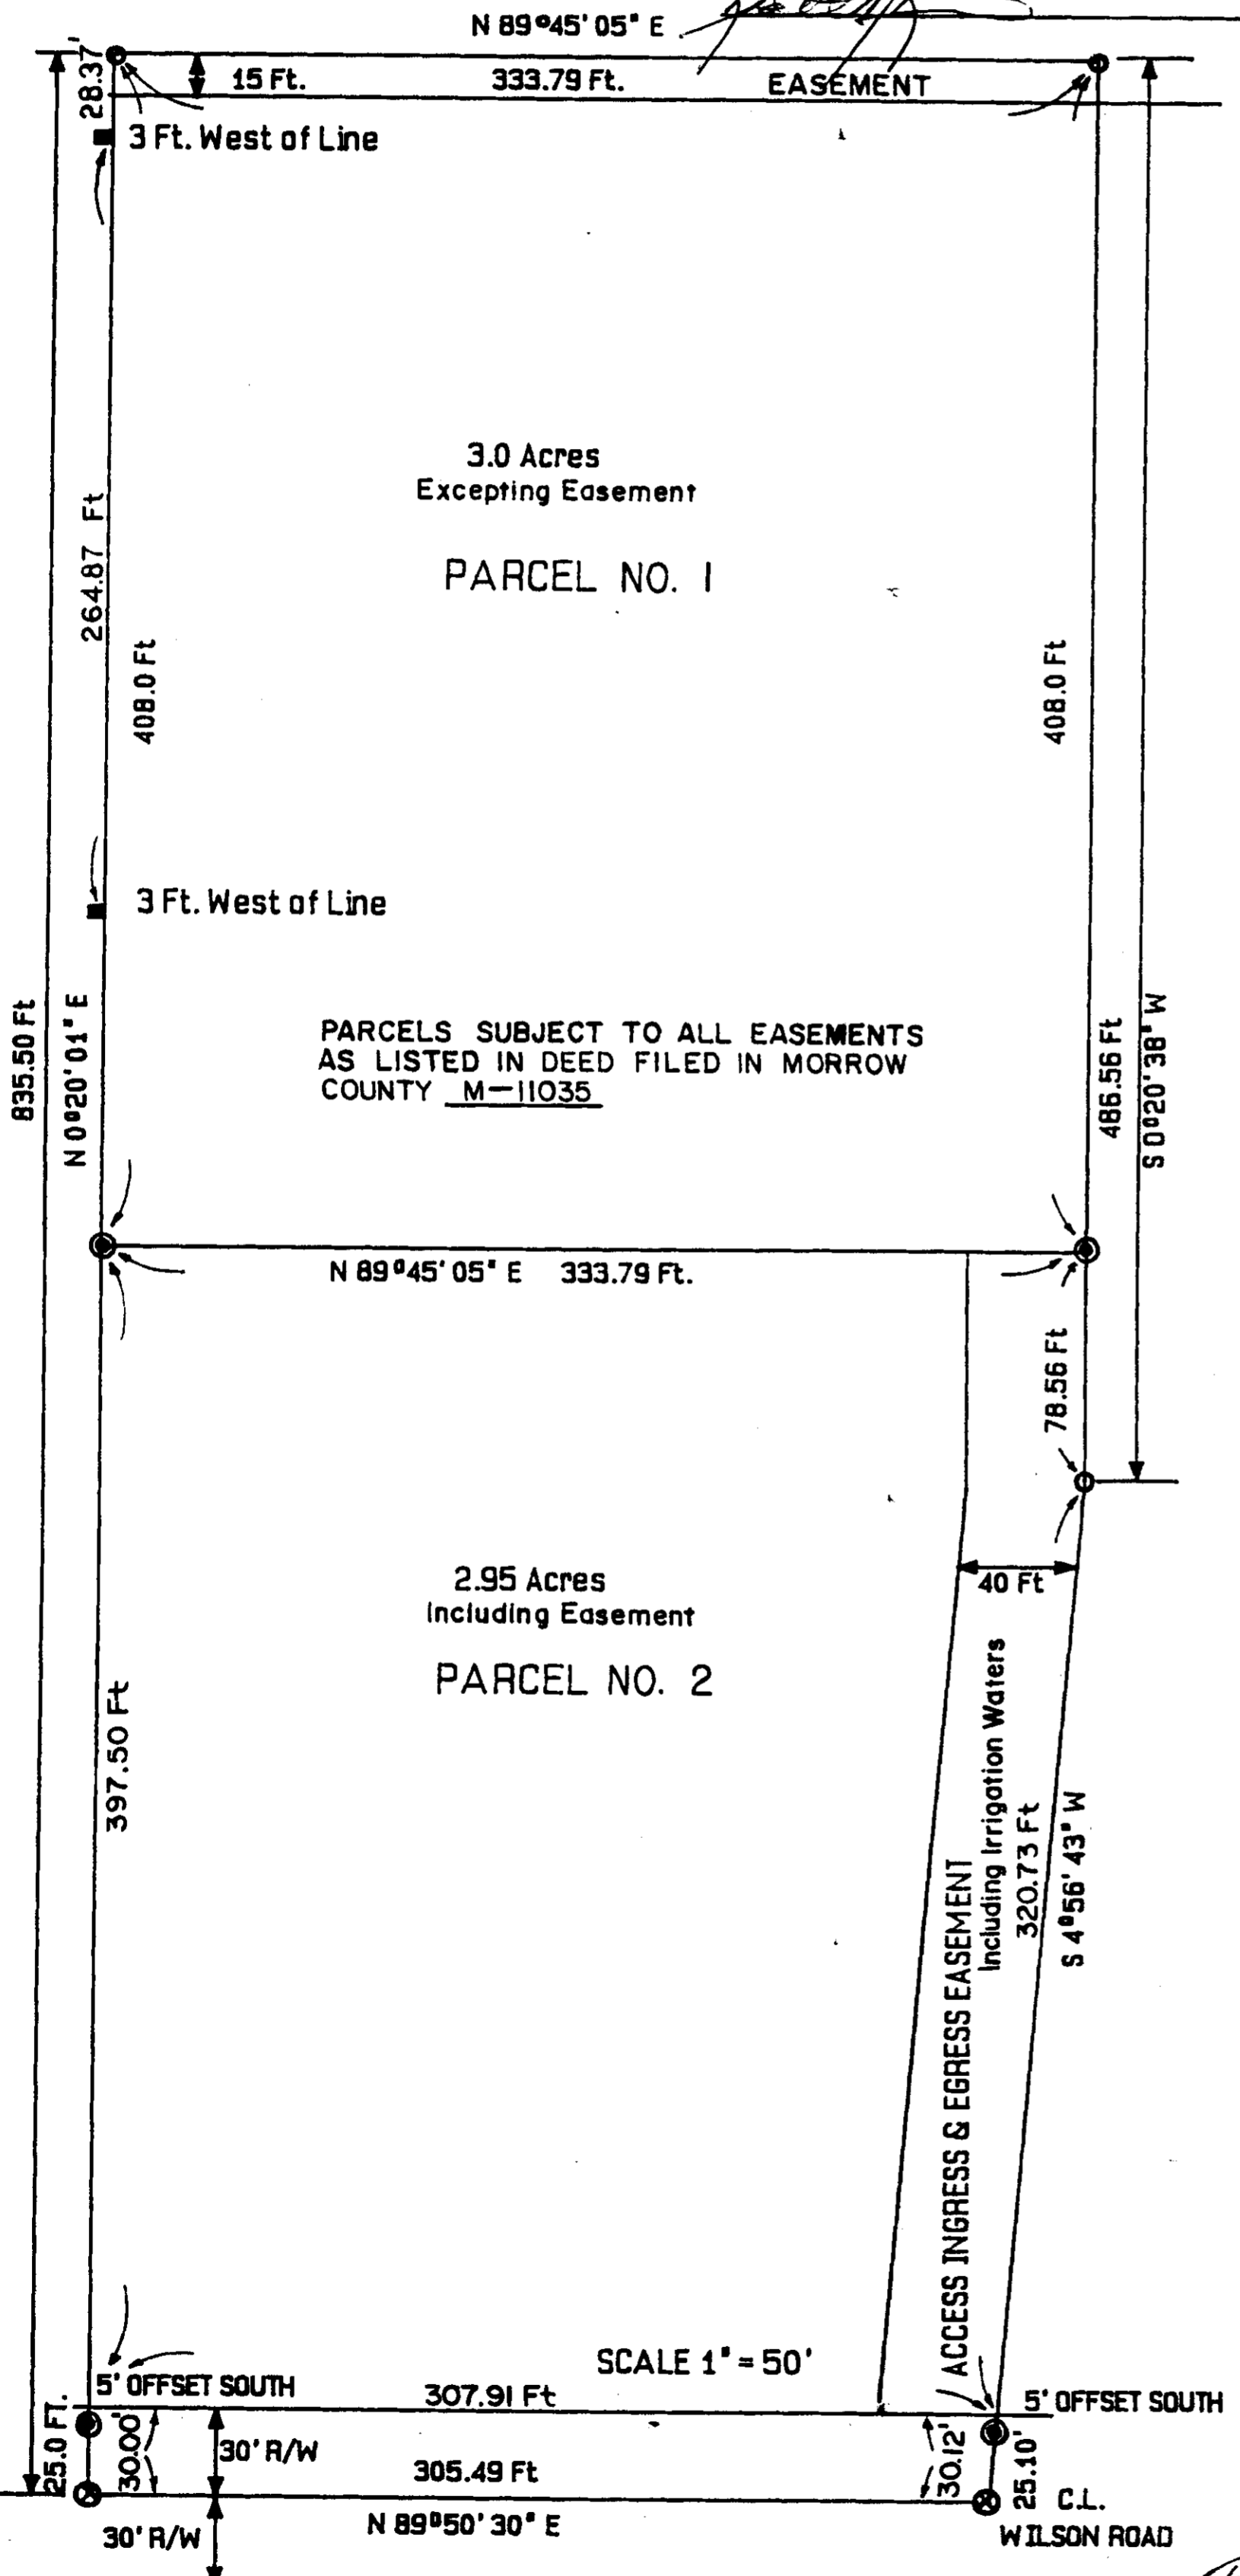 N 89°45'05" E
28.37'
15 Ft.
333.79 Ft.
EASEMENT
3 Ft. West of Line
3.0 Acres
Excepting Easement
PARCEL NO. 1
264.87 Ft
408.0 Ft
408.0 Ft
3 Ft. West of Line
835.50 Ft
N 0°20'01" E
PARCELS SUBJECT TO ALL EASEMENTS
AS LISTED IN DEED FILED IN MORROW
COUNTY M-11035
486.56 Ft
S 0°20'38" W
N 89°45'05" E 333.79 Ft.
78.56 Ft
40 Ft
2.95 Acres
Including Easement
PARCEL NO. 2
397.50 Ft
ACCESS INGRESS & EGRESS EASEMENT
Including Irrigation Waters
320.73 Ft
S 4°56'43" W
SCALE 1" = 50'
5' OFFSET SOUTH
307.91 Ft
5' OFFSET SOUTH
25.0 FT.
30.00'
30' R/W
305.49 Ft
30.12'
25.10'
C.L.
WILSON ROAD
N 89°50'30" E
30' R/W